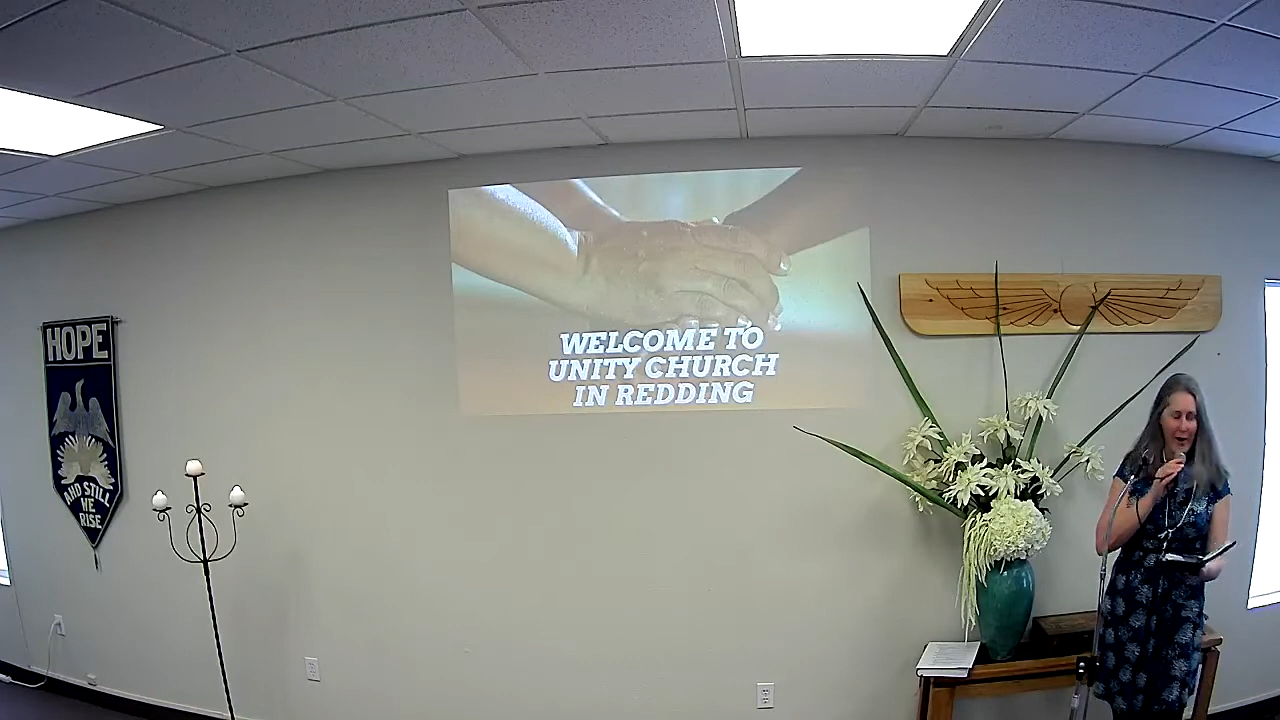 HOPE
AND STILL
WE
RISE
WELCOME TO
UNITY CHURCH
IN REDDING